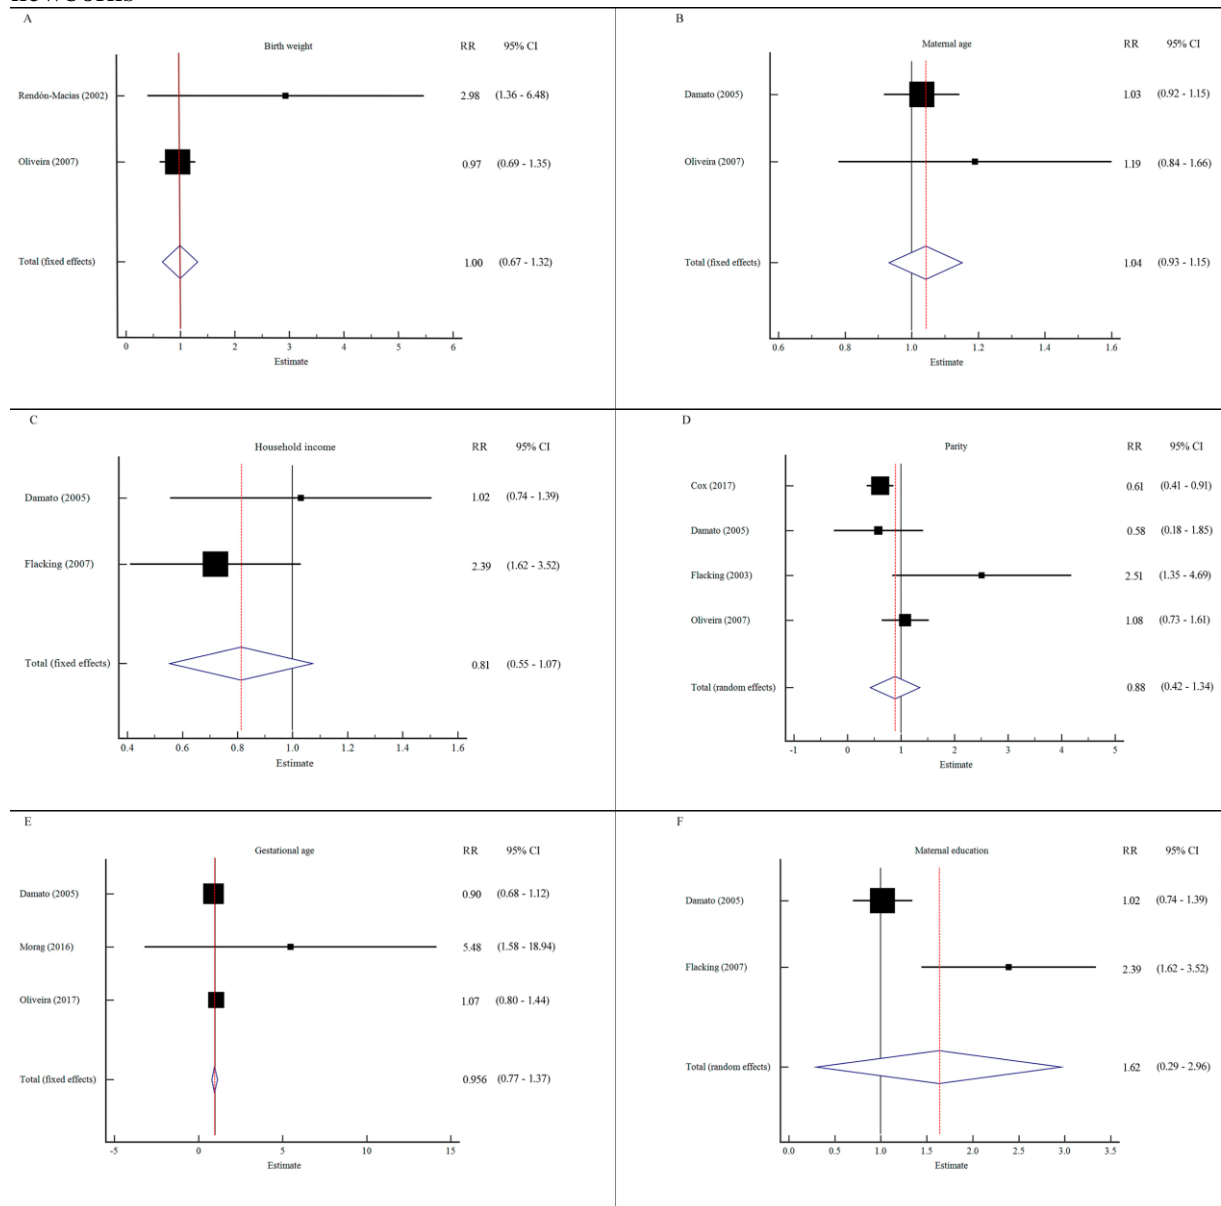 A
Birth weight RR 95% CI
Rendón-Macias (2002) 2.98 (1.36 - 6.48)
Oliveira (2007) 0.97 (0.69 - 1.35)
Total (fixed effects) 1.00 (0.67 - 1.32)
0 1 2 3 4 5 6
Estimate
B
Maternal age RR 95% CI
Damato (2005) 1.03 (0.92 - 1.15)
Oliveira (2007) 1.19 (0.84 - 1.66)
Total (fixed effects) 1.04 (0.93 - 1.15)
0.6 0.8 1.0 1.2 1.4 1.6
Estimate
C
Household income RR 95% CI
Damato (2005) 1.02 (0.74 - 1.39)
Flacking (2007) 2.39 (1.62 - 3.52)
Total (fixed effects) 0.81 (0.55 - 1.07)
0.4 0.6 0.8 1.0 1.2 1.4 1.6
Estimate
D
Parity RR 95% CI
Cox (2017) 0.61 (0.41 - 0.91)
Damato (2005) 0.58 (0.18 - 1.85)
Flacking (2003) 2.51 (1.35 - 4.69)
Oliveira (2007) 1.08 (0.73 - 1.61)
Total (random effects) 0.88 (0.42 - 1.34)
-1 0 1 2 3 4 5
Estimate
E
Gestational age RR 95% CI
Damato (2005) 0.90 (0.68 - 1.12)
Morag (2016) 5.48 (1.58 - 18.94)
Oliveira (2017) 1.07 (0.80 - 1.44)
Total (fixed effects) 0.956 (0.77 - 1.37)
-5 0 5 10 15
Estimate
F
Maternal education RR 95% CI
Damato (2005) 1.02 (0.74 - 1.39)
Flacking (2007) 2.39 (1.62 - 3.52)
Total (random effects) 1.62 (0.29 - 2.96)
0.0 0.5 1.0 1.5 2.0 2.5 3.0 3.5
Estimate